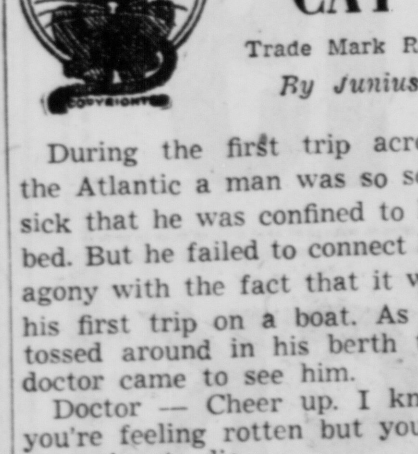 CAT
Trade Mark R
By Junius
COPYRIGHTED
During the first trip acr
the Atlantic a man was so s
sick that he was confined to
bed. But he failed to connect
agony with the fact that it w
his first trip on a boat. As
tossed around in his berth
doctor came to see him.
Doctor — Cheer up. I kn
you're feeling rotten but you